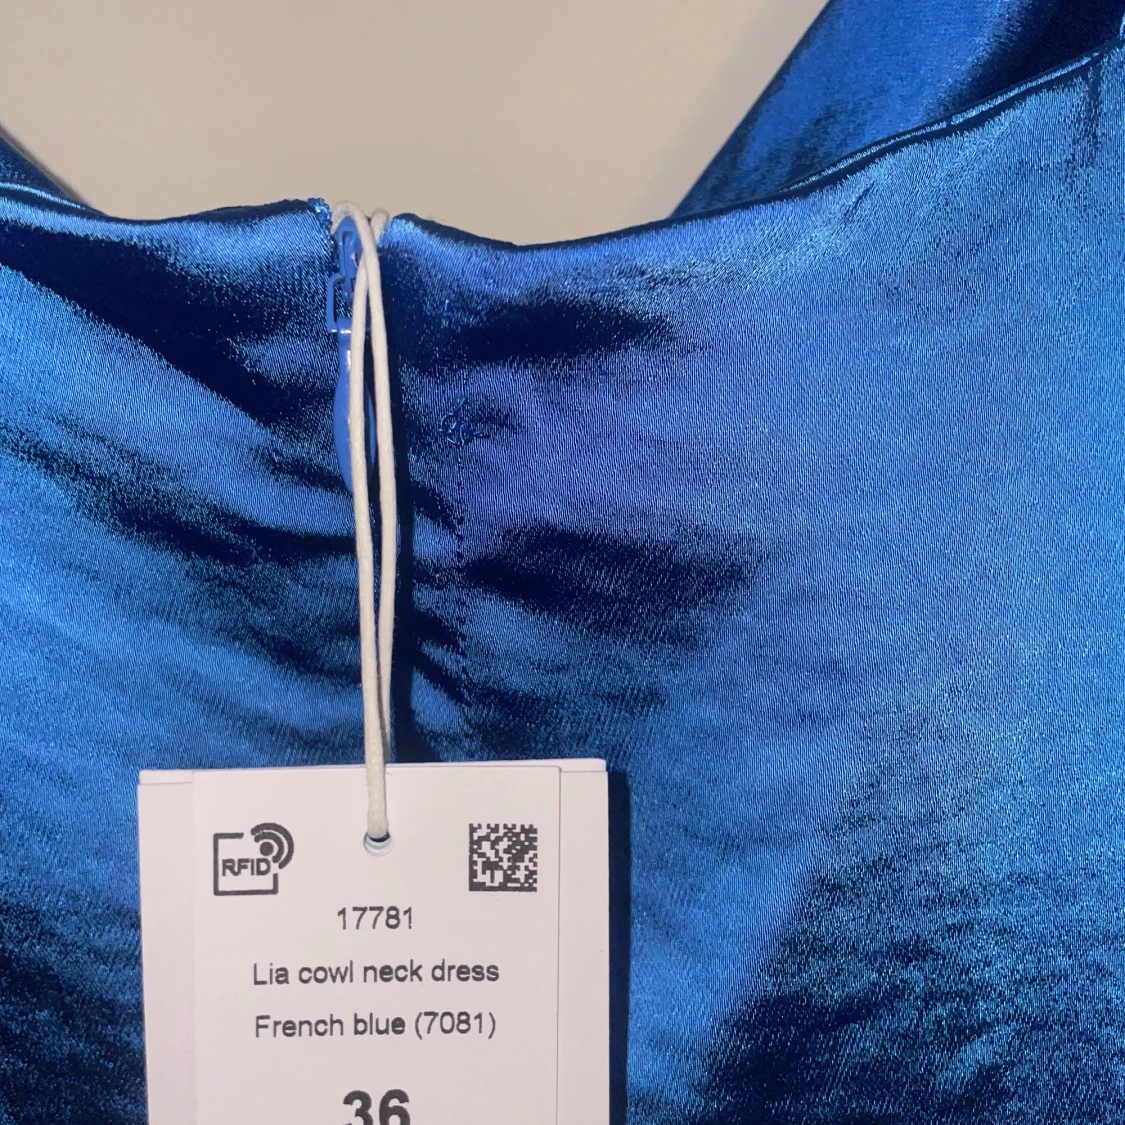 RFID
17781
Lia cowl neck dress
French blue (7081)
36